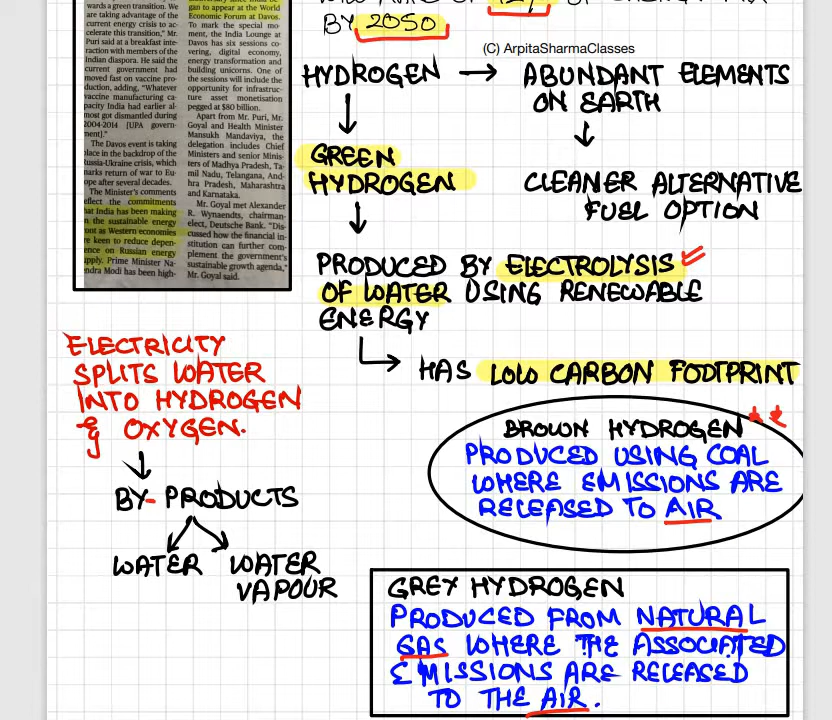 wards a green transition. We
are taking advantage of the
current energy crisis to ac-
celerate this transition," Mr.
Puri said at a breakfast inte-
raction with members of the
Indian diaspora. He said the
current government had
moved fast on vaccine pro-
duction, adding, "Whatever
vaccine manufacturing ca-
pacity India had earlier al-
most got dismantled during
2004-2014 [UPA govern-
ment]."
The Davos event is taking
place in the backdrop of the
Russia-Ukraine crisis, which
marks return of war to Eu-
rope after several decades.
The Minister's comments
reflect the commitments
that India has been making
on the sustainable energy
front as Western economies
are keen to reduce depen-
dence on Russian energy
supply. Prime Minister Na-
endra Modi has been high-
gan to appear at the World
Economic Forum at Davos.
To mark the special mo-
ment, the India Lounge at
Davos has six sessions co-
vering, digital economy,
energy transformation and
building unicorns. One of
the sessions will include the
opportunity for infrastruc-
ture asset monetisation
pegged at $80 billion.
Apart from Mr. Puri, Mr.
Goyal and Health Minister
Mansukh Mandaviya, the
delegation includes Chief
Ministers and senior Minis-
ters of Madhya Pradesh, Ta-
mil Nadu, Telangana, And-
hra Pradesh, Maharashtra
and Karnataka.
Mr. Goyal met Alexander
R. Wynaendts, chairman-
elect, Deutsche Bank. "Dis-
cussed how the financial in-
stitution can further com-
plement the government's
sustainable growth agenda,"
Mr. Goyal said.
BY 2050
(C) ArpitaSharmaClasses
HYDROGEN → ABUNDANT ELEMENTS
ON EARTH
GREEN
HYDROGEN
CLEANER ALTERNATIVE
FUEL OPTION
PRODUCED BY ELECTROLYSIS
OF WATER USING RENEWABLE
ENERGY
HAS LOW CARBON FOOTPRINT
ELECTRICITY
SPLITS WATER
INTO HYDROGEN
& OXYGEN.
BY-PRODUCTS
WATER WATER
VAPOUR
BROWN HYDROGEN
PRODUCED USING COAL
WHERE EMISSIONS ARE
RELEASED TO AIR
GREY HYDROGEN
PRODUCED FROM NATURAL
GAS WHERE THE ASSOCIATED
EMISSIONS ARE RELEASED
TO THE AIR.